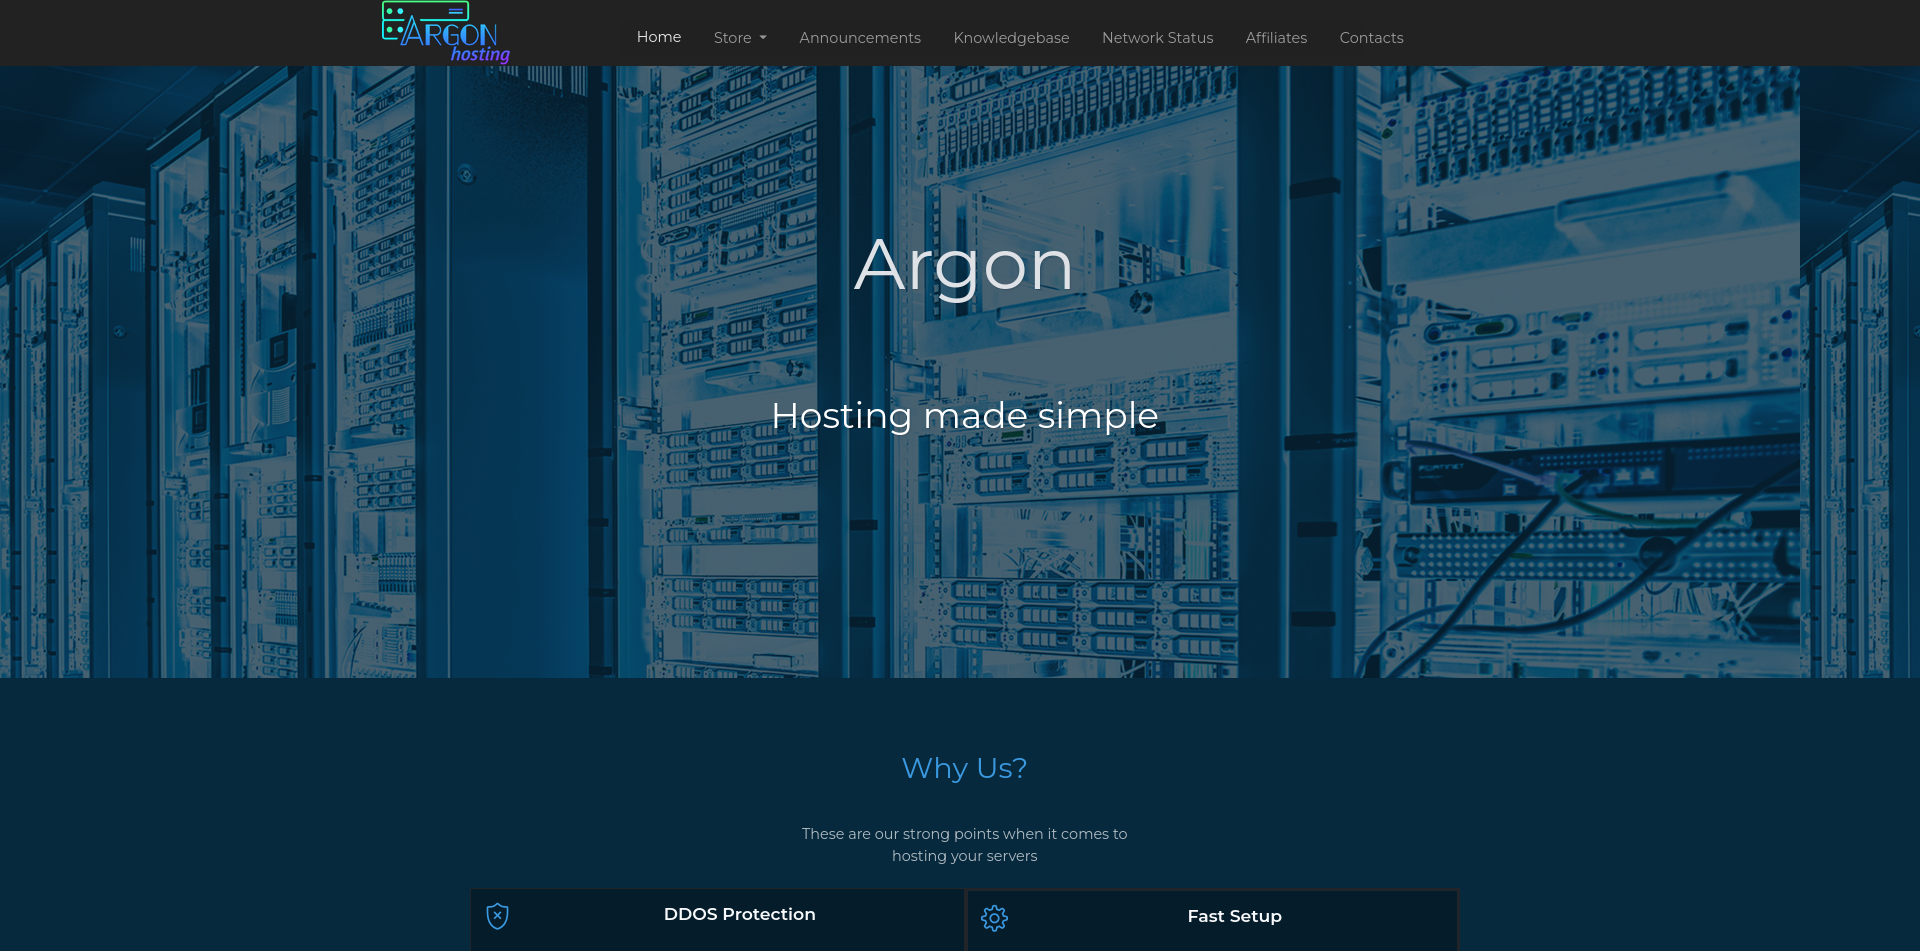 ARGON
hosting
Home
Store
Announcements
Knowledgebase
Network Status
Affiliates
Contacts
Argon
Hosting made simple
FORTINET
Why Us?
These are our strong points when it comes to
hosting your servers
DDOS Protection
Fast Setup